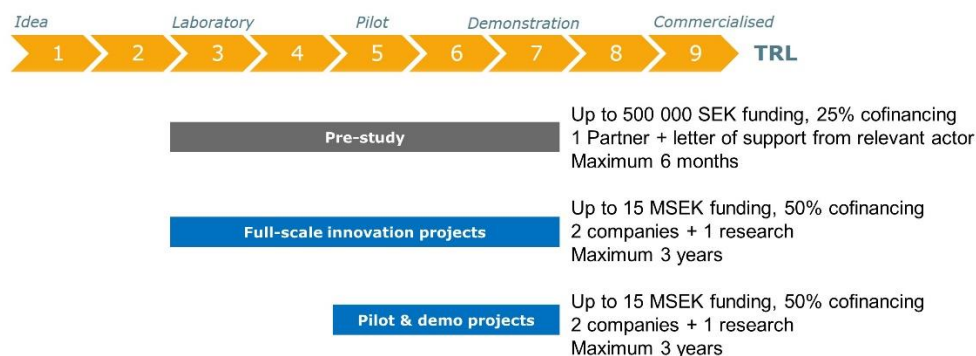 Idea Laboratory Pilot Demonstration Commercialised
1 2 3 4 5 6 7 8 9 TRL
Pre-study
Up to 500 000 SEK funding, 25% cofinancing
1 Partner + letter of support from relevant actor
Maximum 6 months
Full-scale innovation projects
Up to 15 MSEK funding, 50% cofinancing
2 companies + 1 research
Maximum 3 years
Pilot & demo projects
Up to 15 MSEK funding, 50% cofinancing
2 companies + 1 research
Maximum 3 years